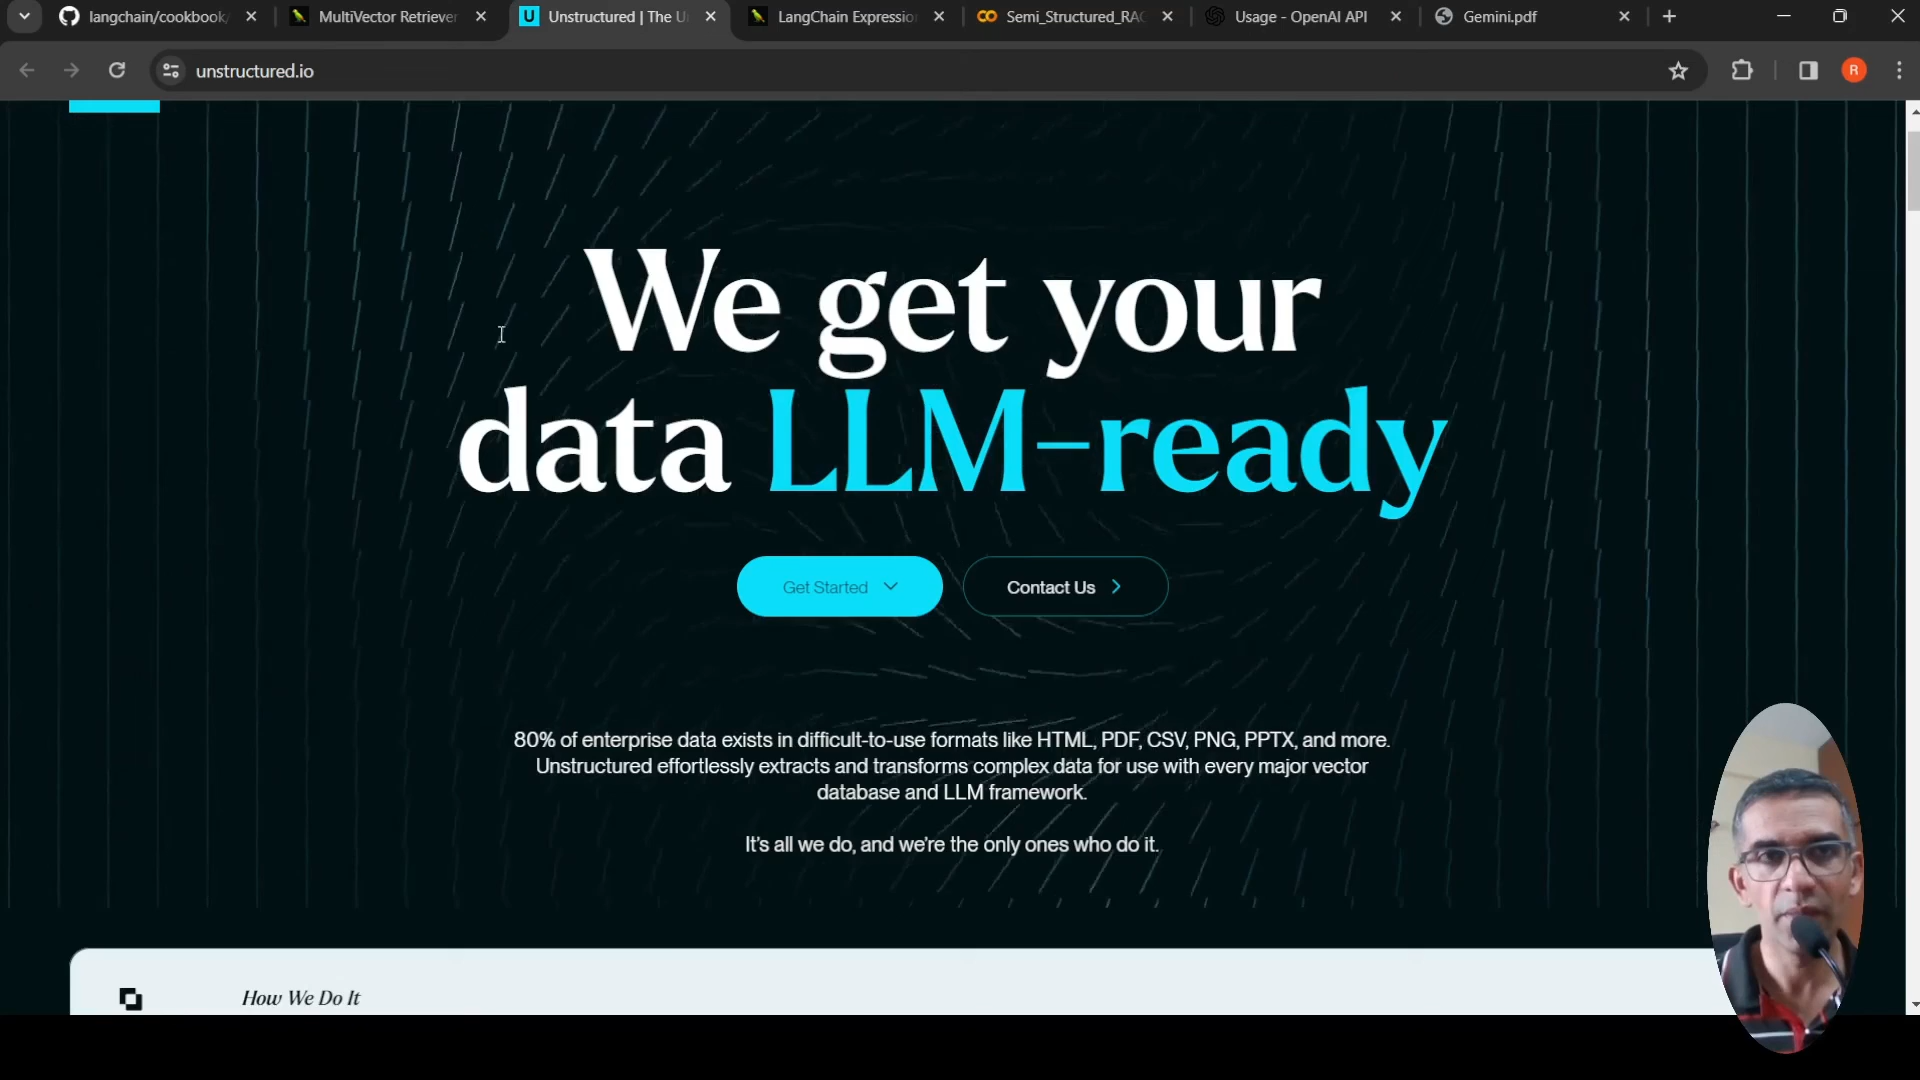 langchain/cookbook/
MultiVector Retriever
Unstructured | The U
LangChain Expression
Semi_Structured_RAG
Usage - OpenAI API
Gemini.pdf
unstructured.io
R
We get your
data LLM-ready
Get Started
Contact Us
80% of enterprise data exists in difficult-to-use formats like HTML, PDF, CSV, PNG, PPTX, and more.
Unstructured effortlessly extracts and transforms complex data for use with every major vector
database and LLM framework.
It's all we do, and we're the only ones who do it.
How We Do It